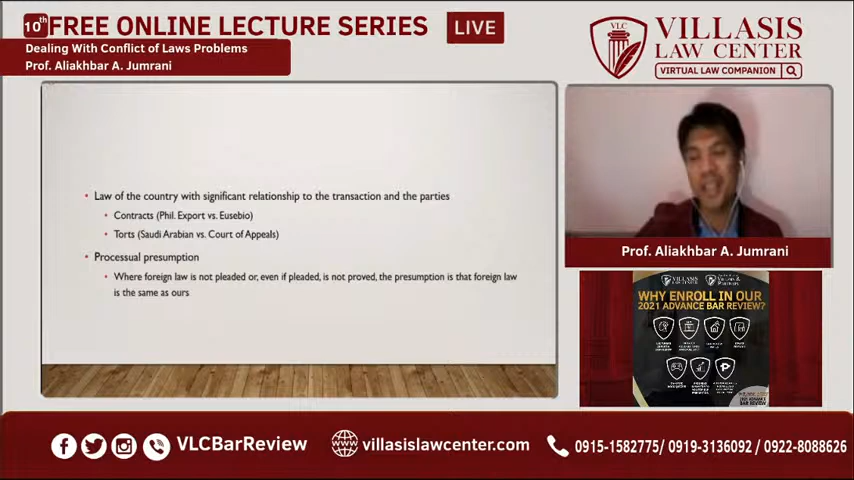 10th FREE ONLINE LECTURE SERIES
LIVE
Dealing With Conflict of Laws Problems
Prof. Aliakhbar A. Jumrani
VLC
VILLASIS
LAW CENTER
VIRTUAL LAW COMPANION
• Law of the country with significant relationship to the transaction and the parties
• Contracts (Phil. Export vs. Eusebio)
• Torts (Saudi Arabian vs. Court of Appeals)
• Processual presumption
• Where foreign law is not pleaded or, even if pleaded, is not proved, the presumption is that foreign law
is the same as ours
Prof. Aliakhbar A. Jumrani
VILLASIS
WHY ENROLL IN OUR
2021 ADVANCE BAR REVIEW?
VLCBarReview
villasislawcenter.com
0915-1582775/ 0919-3136092 / 0922-8088626